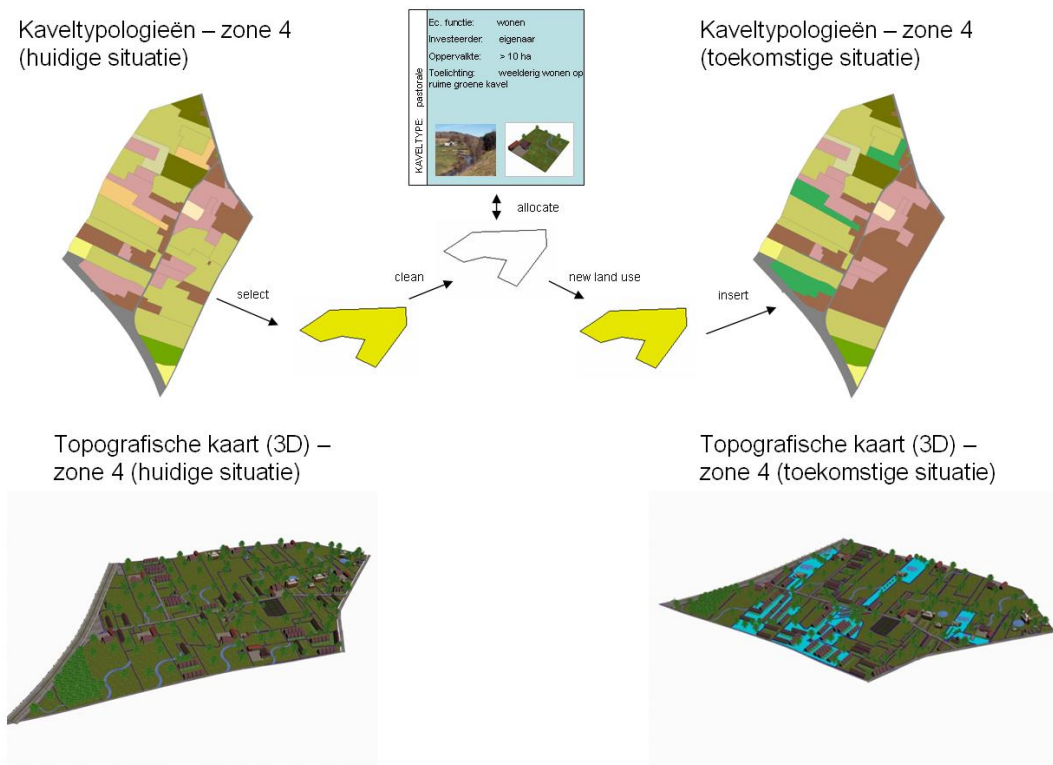 Kaveltypologieën – zone 4
(huidige situatie)
KAVELTYPE: pastorale
Ec. functie: wonen
Investeerder: eigenaar
Oppervalkte: > 10 ha
Toelichting: weelderig wonen op
ruime groene kavel
Kaveltypologieën – zone 4
(toekomstige situatie)
allocate
clean
new land use
select
insert
Topografische kaart (3D) –
zone 4 (huidige situatie)
Topografische kaart (3D) –
zone 4 (toekomstige situatie)